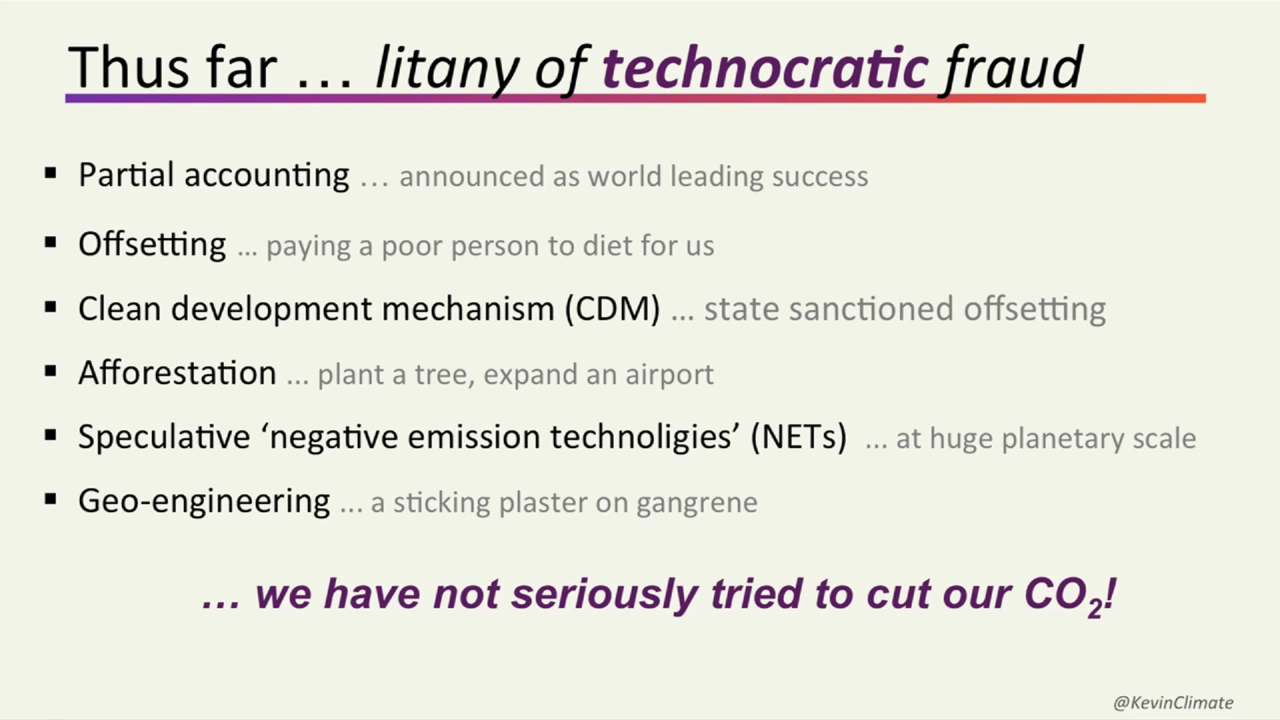 Thus far … litany of technocratic fraud
▪ Partial accounting … announced as world leading success
▪ Offsetting … paying a poor person to diet for us
▪ Clean development mechanism (CDM) … state sanctioned offsetting
▪ Afforestation … plant a tree, expand an airport
▪ Speculative ‘negative emission technoligies’ (NETs) … at huge planetary scale
▪ Geo-engineering … a sticking plaster on gangrene
… we have not seriously tried to cut our CO₂!
@KevinClimate